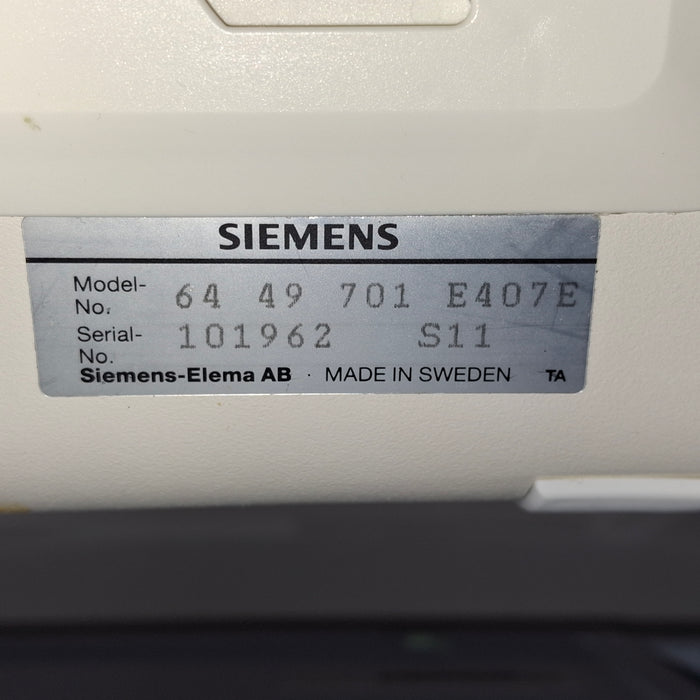 SIEMENS
Model-
No. 64 49 701 E407E
Serial-
No. 101962 S11
Siemens-Elema AB · MADE IN SWEDEN TA